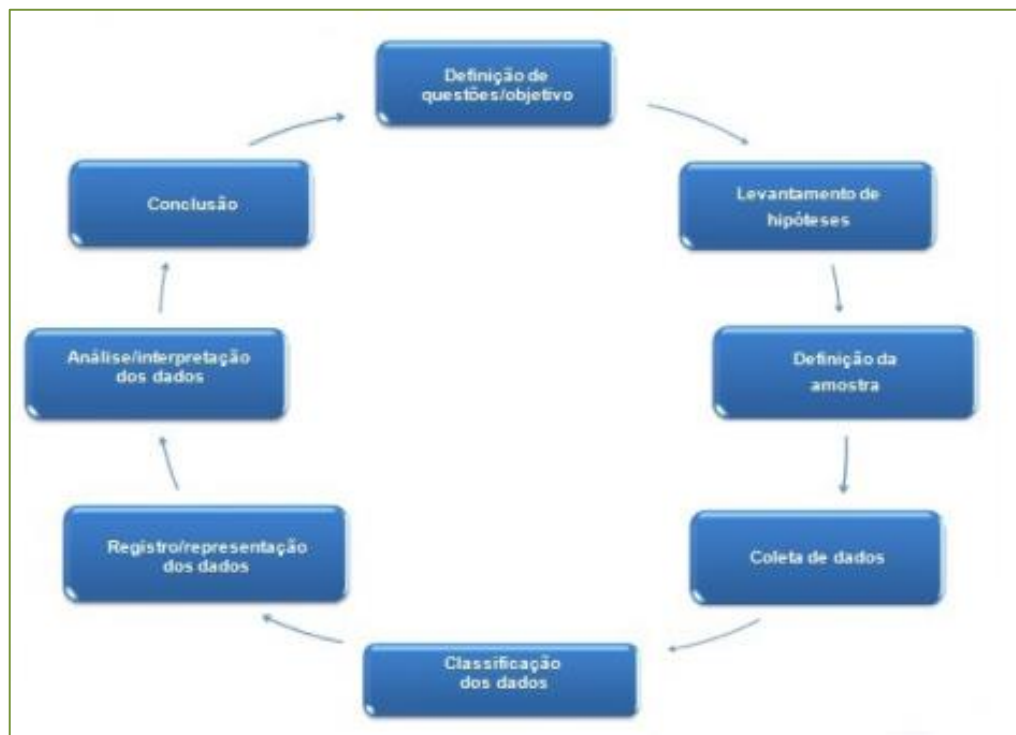 Definição de
questões/objetivo
Levantamento de
hipóteses
Definição da
amostra
Coleta de dados
Classificação
dos dados
Registro/representação
dos dados
Análise/interpretação
dos dados
Conclusão